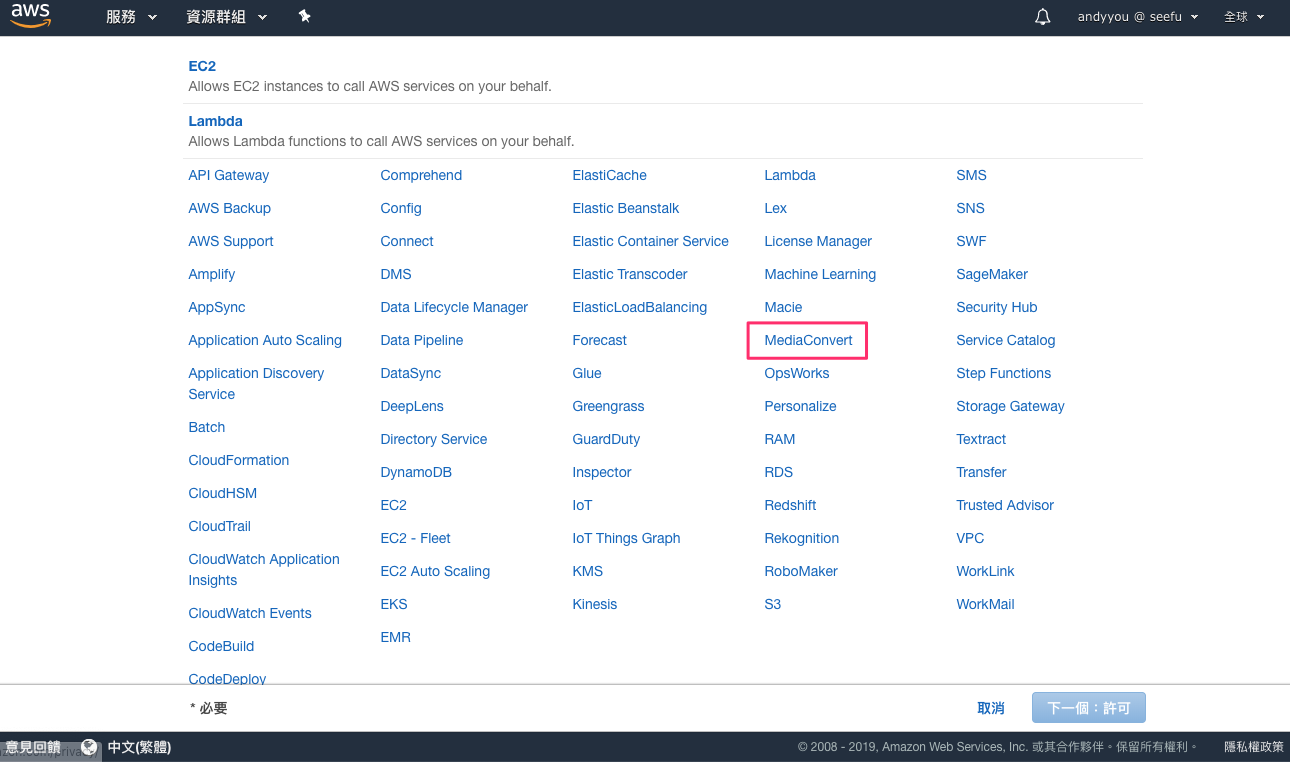 aws
服務
資源群組
andyyou @ seefu
全球
EC2
Allows EC2 instances to call AWS services on your behalf.
Lambda
Allows Lambda functions to call AWS services on your behalf.
API Gateway
AWS Backup
AWS Support
Amplify
AppSync
Application Auto Scaling
Application Discovery
Service
Batch
CloudFormation
CloudHSM
CloudTrail
CloudWatch Application
Insights
CloudWatch Events
CodeBuild
CodeDeploy
Comprehend
Config
Connect
DMS
Data Lifecycle Manager
Data Pipeline
DataSync
DeepLens
Directory Service
DynamoDB
EC2
EC2 - Fleet
EC2 Auto Scaling
EKS
EMR
ElastiCache
Elastic Beanstalk
Elastic Container Service
Elastic Transcoder
ElasticLoadBalancing
Forecast
Glue
Greengrass
GuardDuty
Inspector
IoT
IoT Things Graph
KMS
Kinesis
Lambda
Lex
License Manager
Machine Learning
Macie
MediaConvert
OpsWorks
Personalize
RAM
RDS
Redshift
Rekognition
RoboMaker
S3
SMS
SNS
SWF
SageMaker
Security Hub
Service Catalog
Step Functions
Storage Gateway
Textract
Transfer
Trusted Advisor
VPC
WorkLink
WorkMail
* 必要
取消
下一個：許可
意見回饋
中文(繁體)
© 2008 - 2019, Amazon Web Services, Inc. 或其合作夥伴。保留所有權利。
隱私權政策